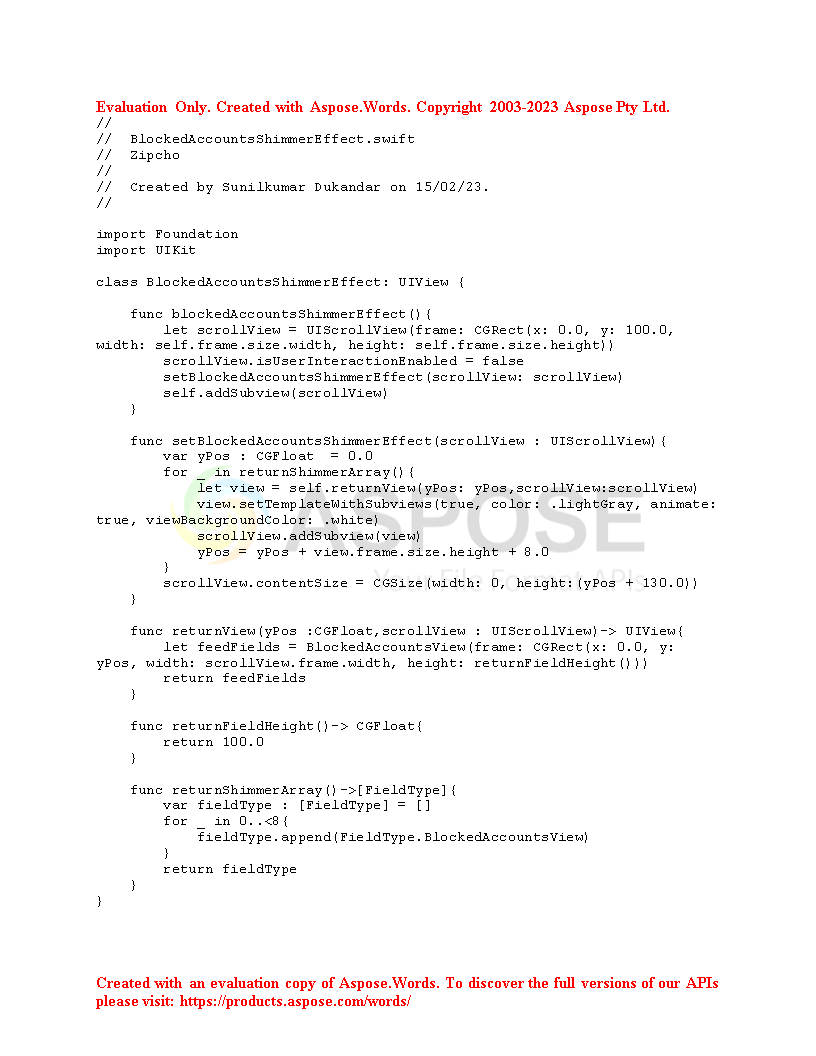 Evaluation Only. Created with Aspose.Words. Copyright 2003-2023 Aspose Pty Ltd.
//
//  BlockedAccountsShimmerEffect.swift
//  Zipcho
//
//  Created by Sunilkumar Dukandar on 15/02/23.
//
import Foundation
import UIKit
class BlockedAccountsShimmerEffect: UIView {
    func blockedAccountsShimmerEffect(){
        let scrollView = UIScrollView(frame: CGRect(x: 0.0, y: 100.0,
width: self.frame.size.width, height: self.frame.size.height))
        scrollView.isUserInteractionEnabled = false
        setBlockedAccountsShimmerEffect(scrollView: scrollView)
        self.addSubview(scrollView)
    }
    func setBlockedAccountsShimmerEffect(scrollView : UIScrollView){
        var yPos : CGFloat  = 0.0
        for _ in returnShimmerArray(){
            let view = self.returnView(yPos: yPos,scrollView:scrollView)
            view.setTemplateWithSubviews(true, color: .lightGray, animate:
true, viewBackgroundColor: .white)
            scrollView.addSubview(view)
            yPos = yPos + view.frame.size.height + 8.0
        }
        scrollView.contentSize = CGSize(width: 0, height:(yPos + 130.0))
    }
    func returnView(yPos :CGFloat,scrollView : UIScrollView)-> UIView{
        let feedFields = BlockedAccountsView(frame: CGRect(x: 0.0, y:
yPos, width: scrollView.frame.width, height: returnFieldHeight()))
        return feedFields
    }
    func returnFieldHeight()-> CGFloat{
        return 100.0
    }
    func returnShimmerArray()->[FieldType]{
        var fieldType : [FieldType] = []
        for _ in 0..<8{
            fieldType.append(FieldType.BlockedAccountsView)
        }
        return fieldType
    }
}
ASPOSE
Your File Format APIs
Created with an evaluation copy of Aspose.Words. To discover the full versions of our APIs
please visit: https://products.aspose.com/words/